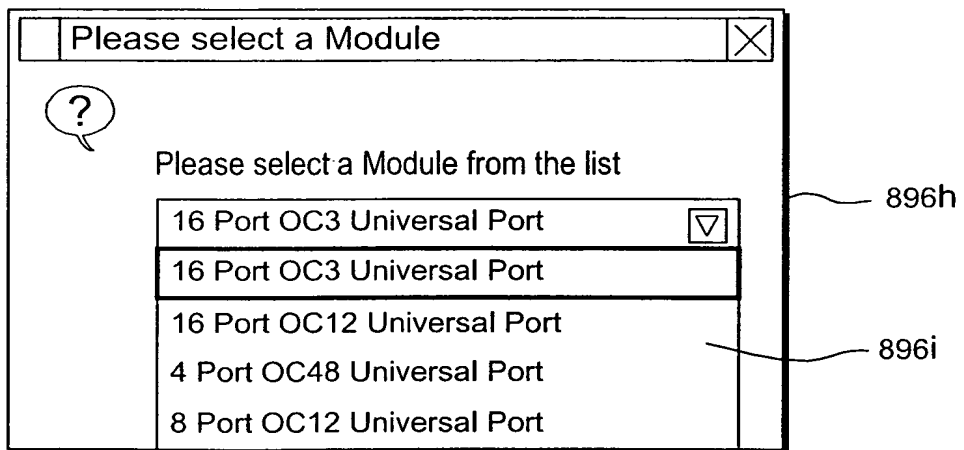 Please select a Module
?
Please select a Module from the list
16 Port OC3 Universal Port
16 Port OC3 Universal Port
16 Port OC12 Universal Port
4 Port OC48 Universal Port
8 Port OC12 Universal Port
896h
896i